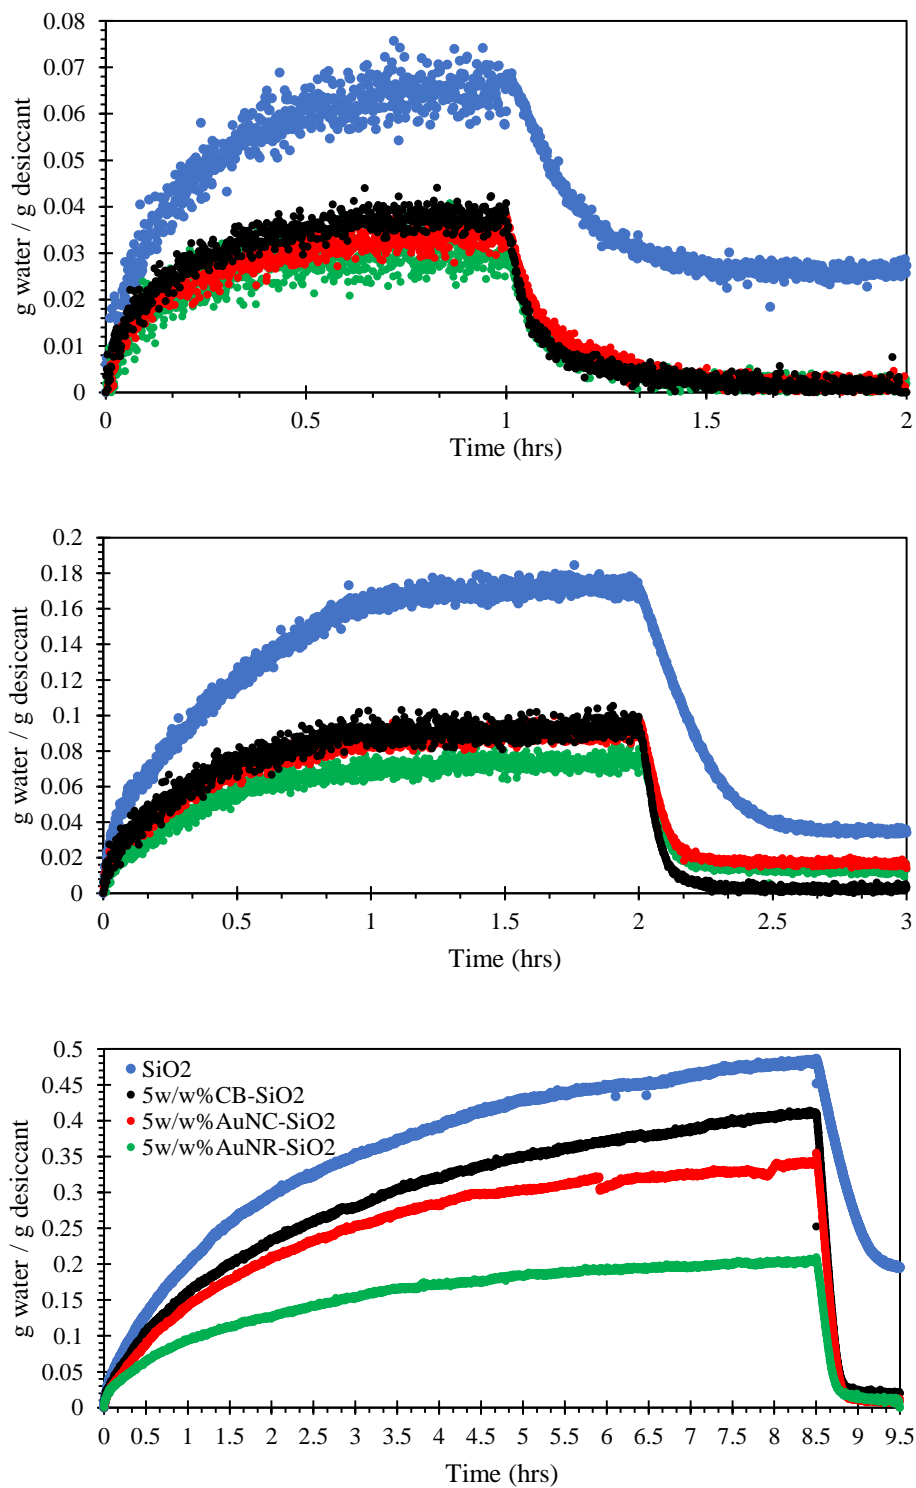 0.08
0.07
0.06
0.05
0.04
0.03
0.02
0.01
0
g water / g desiccant
0 0.5 1 1.5 2
Time (hrs)
0.2
0.18
0.16
0.14
0.12
0.1
0.08
0.06
0.04
0.02
0
g water / g desiccant
0 0.5 1 1.5 2 2.5 3
Time (hrs)
0.5
0.45
0.4
0.35
0.3
0.25
0.2
0.15
0.1
0.05
0
g water / g desiccant
SiO2
5w/w%CB-SiO2
5w/w%AuNC-SiO2
5w/w%AuNR-SiO2
0 0.5 1 1.5 2 2.5 3 3.5 4 4.5 5 5.5 6 6.5 7 7.5 8 8.5 9 9.5
Time (hrs)